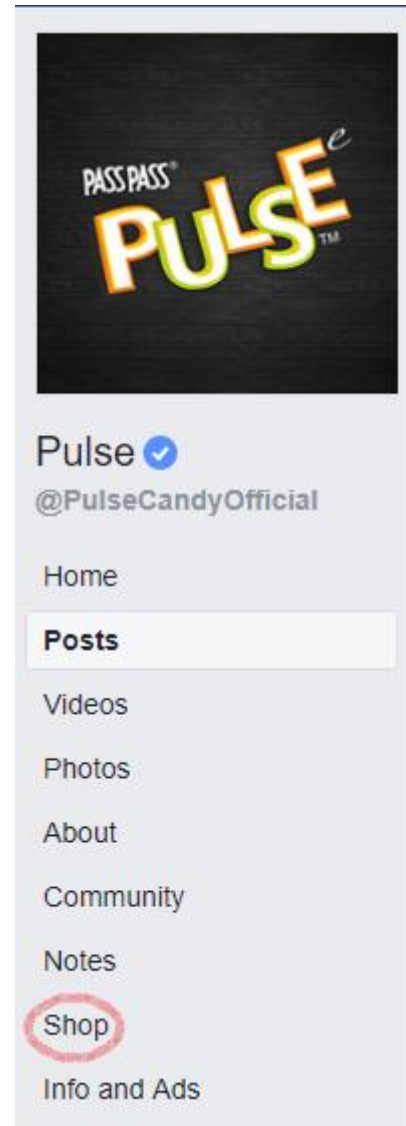 PASS PASS®
PULSE e
TM
Pulse
@PulseCandyOfficial
Home
Posts
Videos
Photos
About
Community
Notes
Shop
Info and Ads